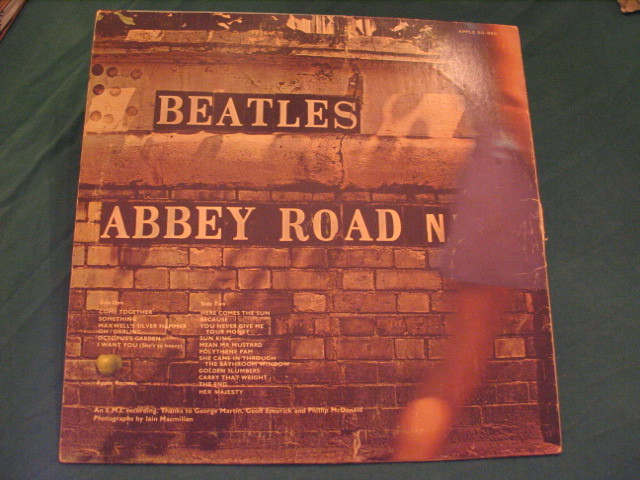 APPLE SO-383
BEATLES
ABBEY ROAD N
Side One
COME TOGETHER
SOMETHING
MAXWELL'S SILVER HAMMER
OH! DARLING
OCTOPUS'S GARDEN
I WANT YOU (She's so heavy)
Side Two
HERE COMES THE SUN
BECAUSE
YOU NEVER GIVE ME
YOUR MONEY
SUN KING
MEAN MR MUSTARD
POLYTHENE PAM
SHE CAME IN THROUGH
THE BATHROOM WINDOW
GOLDEN SLUMBERS
CARRY THAT WEIGHT
THE END
HER MAJESTY
Apple Records
An E.M.I. recording. Thanks to George Martin, Geoff Emerick and Phillip McDonald
Photographs by Iain Macmillan